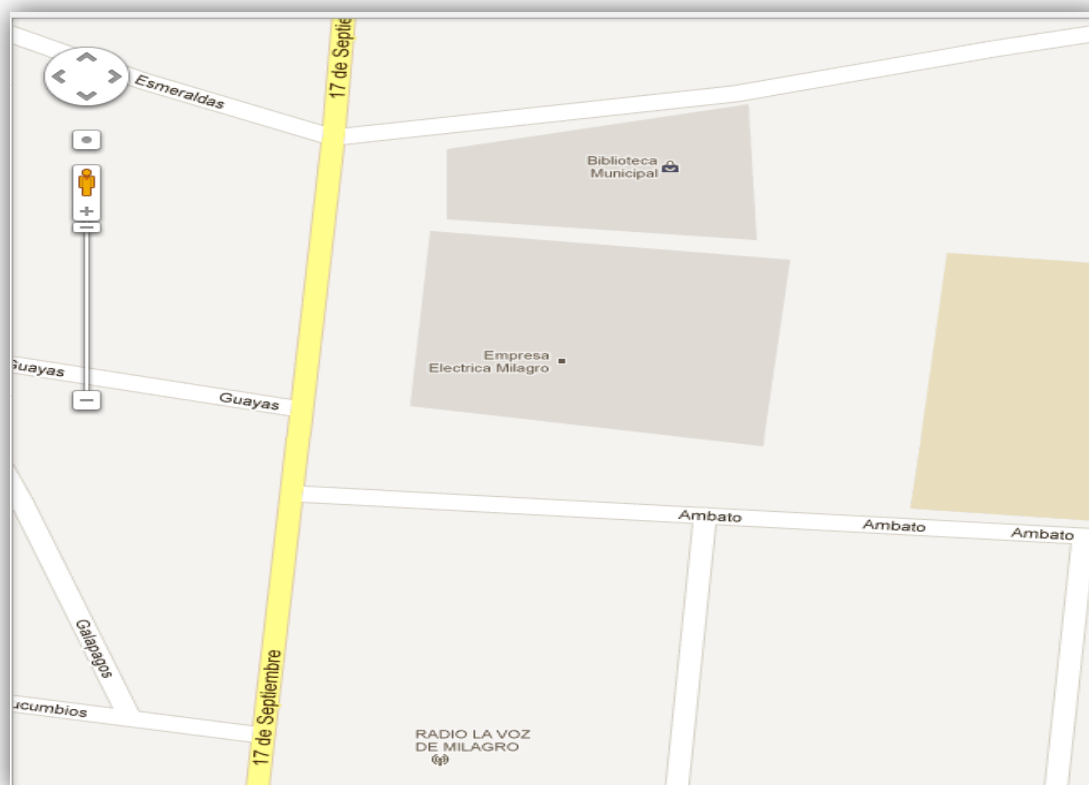 17 de Septie
Esmeraldas
Biblioteca
Municipal
Empresa
Electrica Milagro
Guayas
Guayas
Ambato
Ambato
Ambato
Galapagos
ucumbios
17 de Septiembre
RADIO LA VOZ
DE MILAGRO